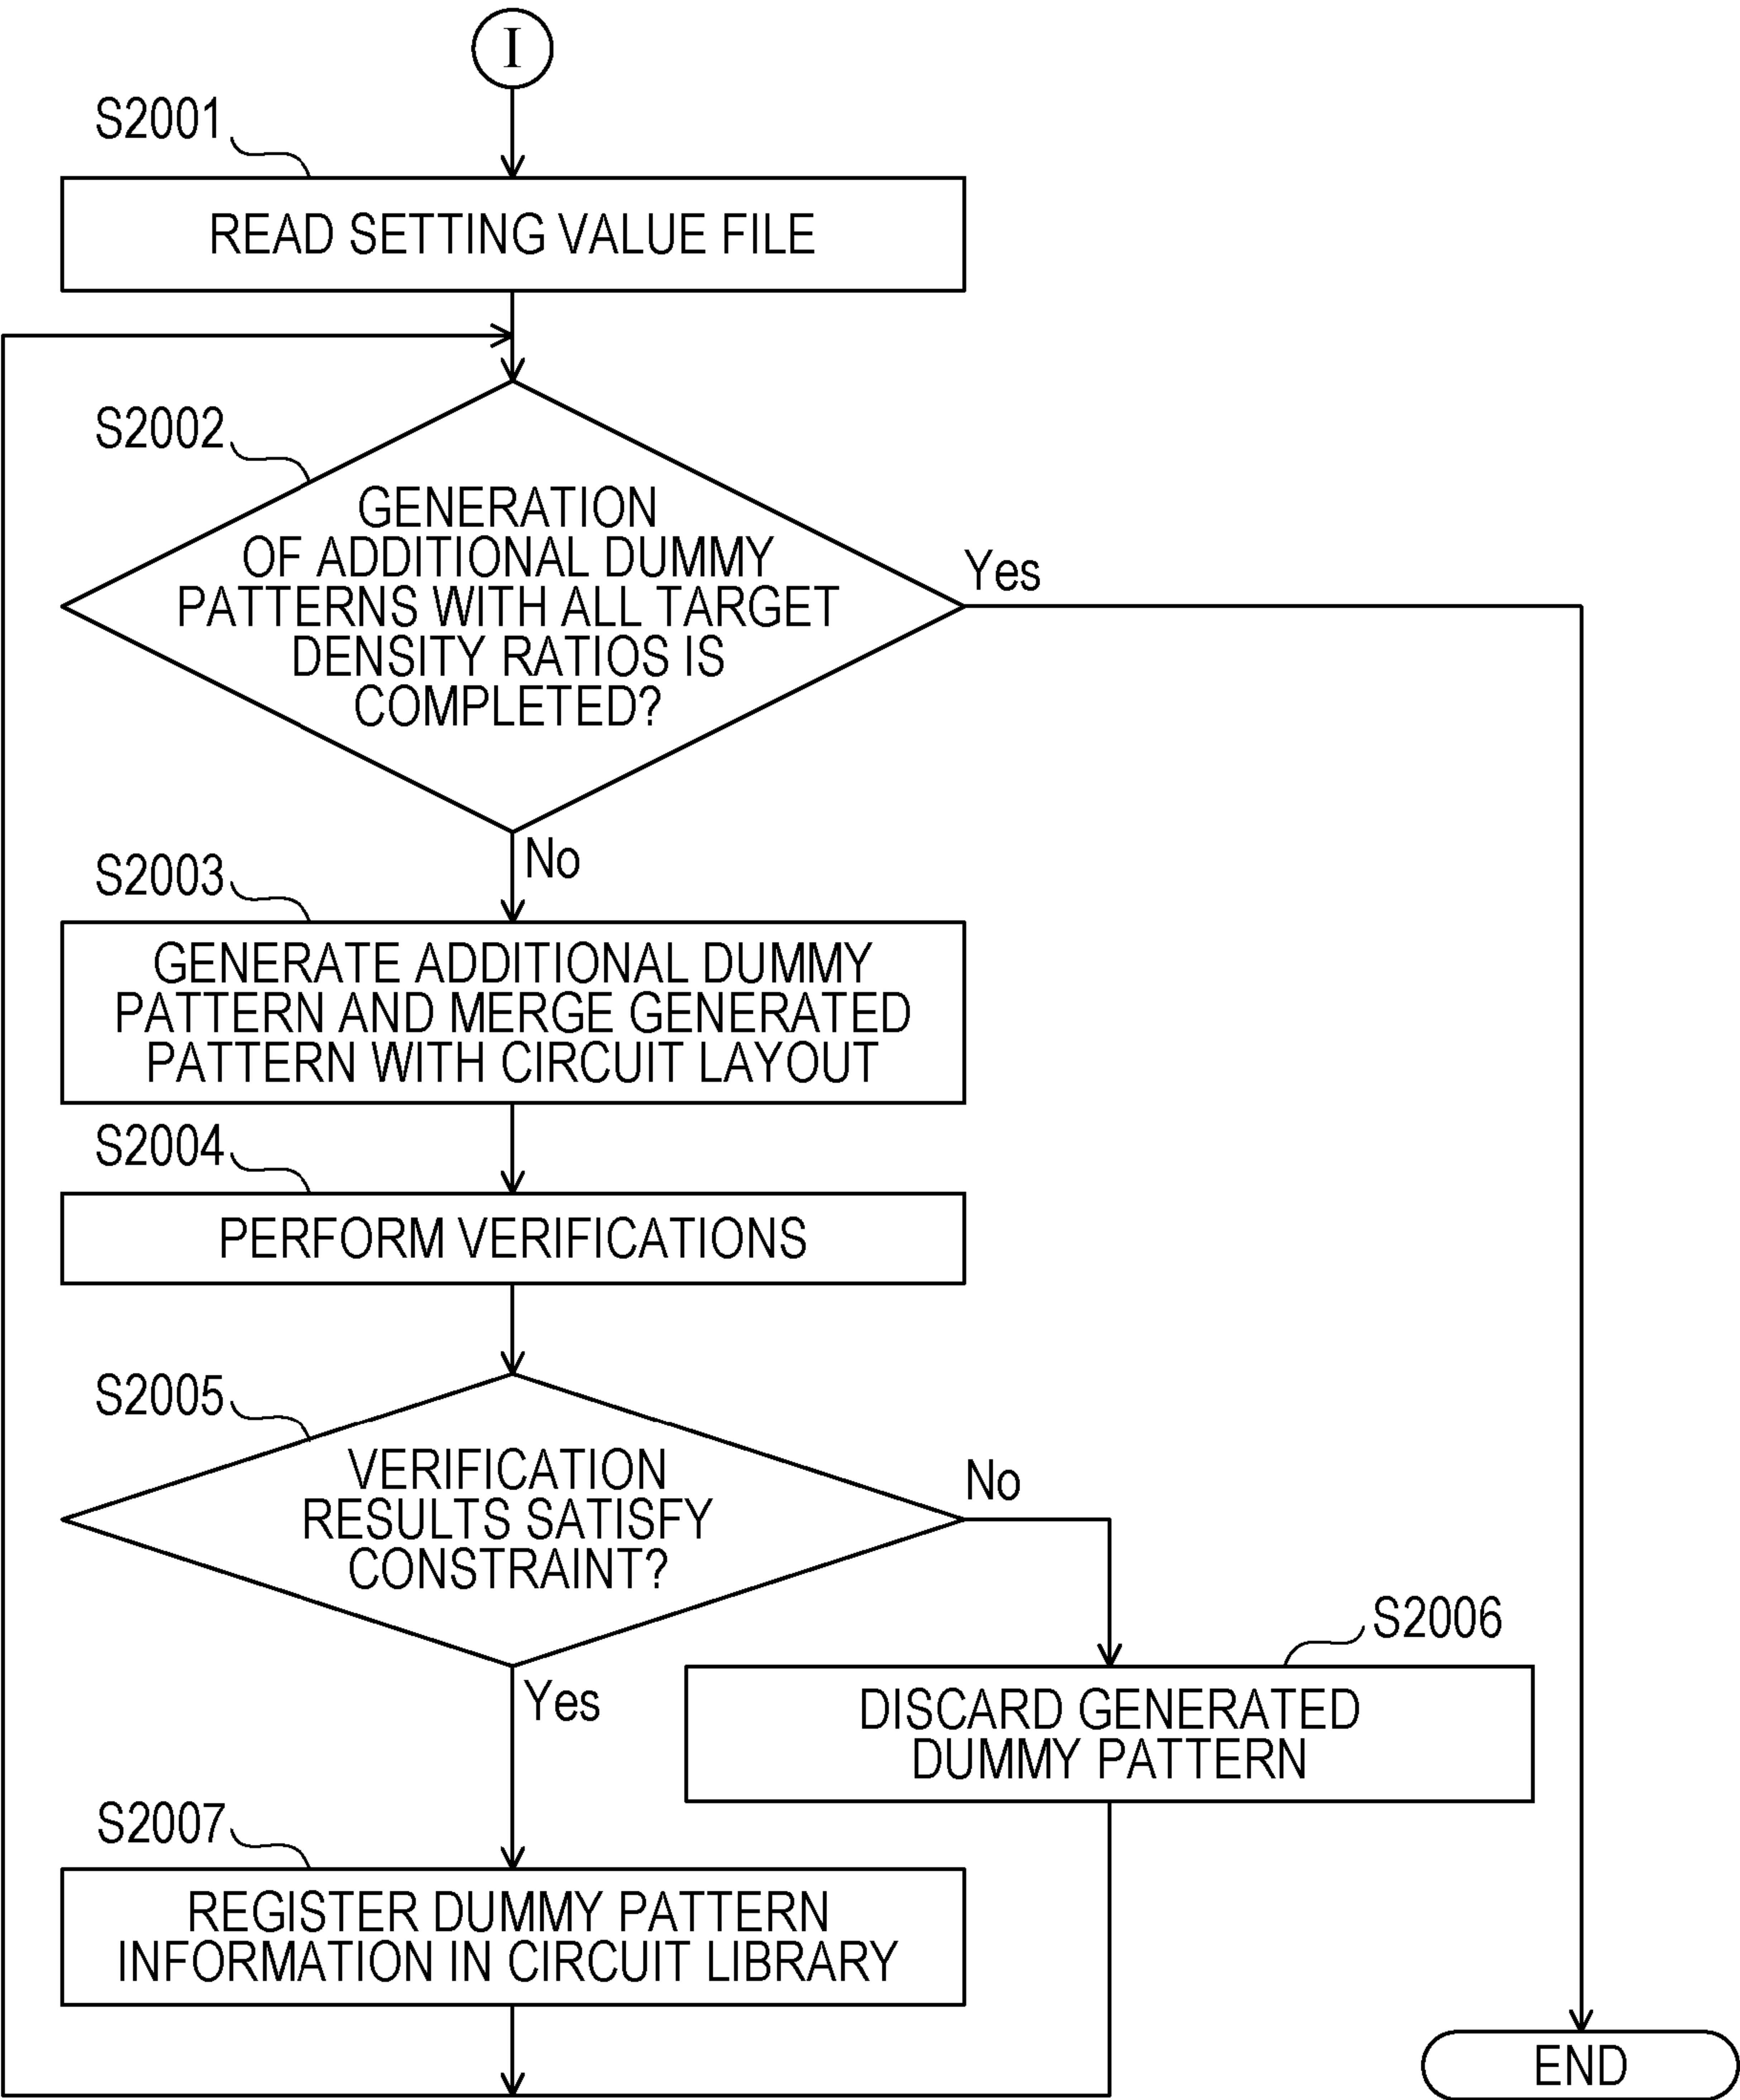 I
S2001
READ SETTING VALUE FILE
S2002
GENERATION
OF ADDITIONAL DUMMY
PATTERNS WITH ALL TARGET
DENSITY RATIOS IS
COMPLETED?
Yes
No
S2003
GENERATE ADDITIONAL DUMMY
PATTERN AND MERGE GENERATED
PATTERN WITH CIRCUIT LAYOUT
S2004
PERFORM VERIFICATIONS
S2005
VERIFICATION
RESULTS SATISFY
CONSTRAINT?
No
S2006
DISCARD GENERATED
DUMMY PATTERN
Yes
S2007
REGISTER DUMMY PATTERN
INFORMATION IN CIRCUIT LIBRARY
END